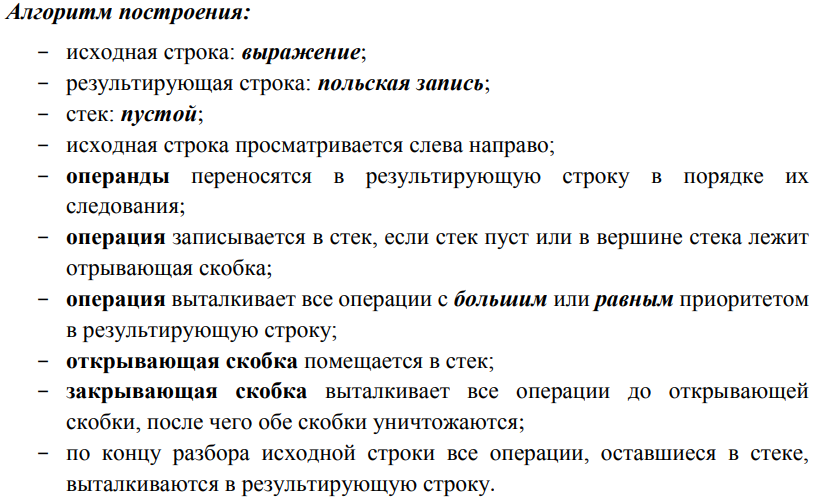 Алгоритм построения:
− исходная строка: выражение;
− результирующая строка: польская запись;
− стек: пустой;
− исходная строка просматривается слева направо;
− операнды переносятся в результирующую строку в порядке их
следования;
− операция записывается в стек, если стек пуст или в вершине стека лежит
отрывающая скобка;
− операция выталкивает все операции с большим или равным приоритетом
в результирующую строку;
− открывающая скобка помещается в стек;
− закрывающая скобка выталкивает все операции до открывающей
скобки, после чего обе скобки уничтожаются;
− по концу разбора исходной строки все операции, оставшиеся в стеке,
выталкиваются в результирующую строку.